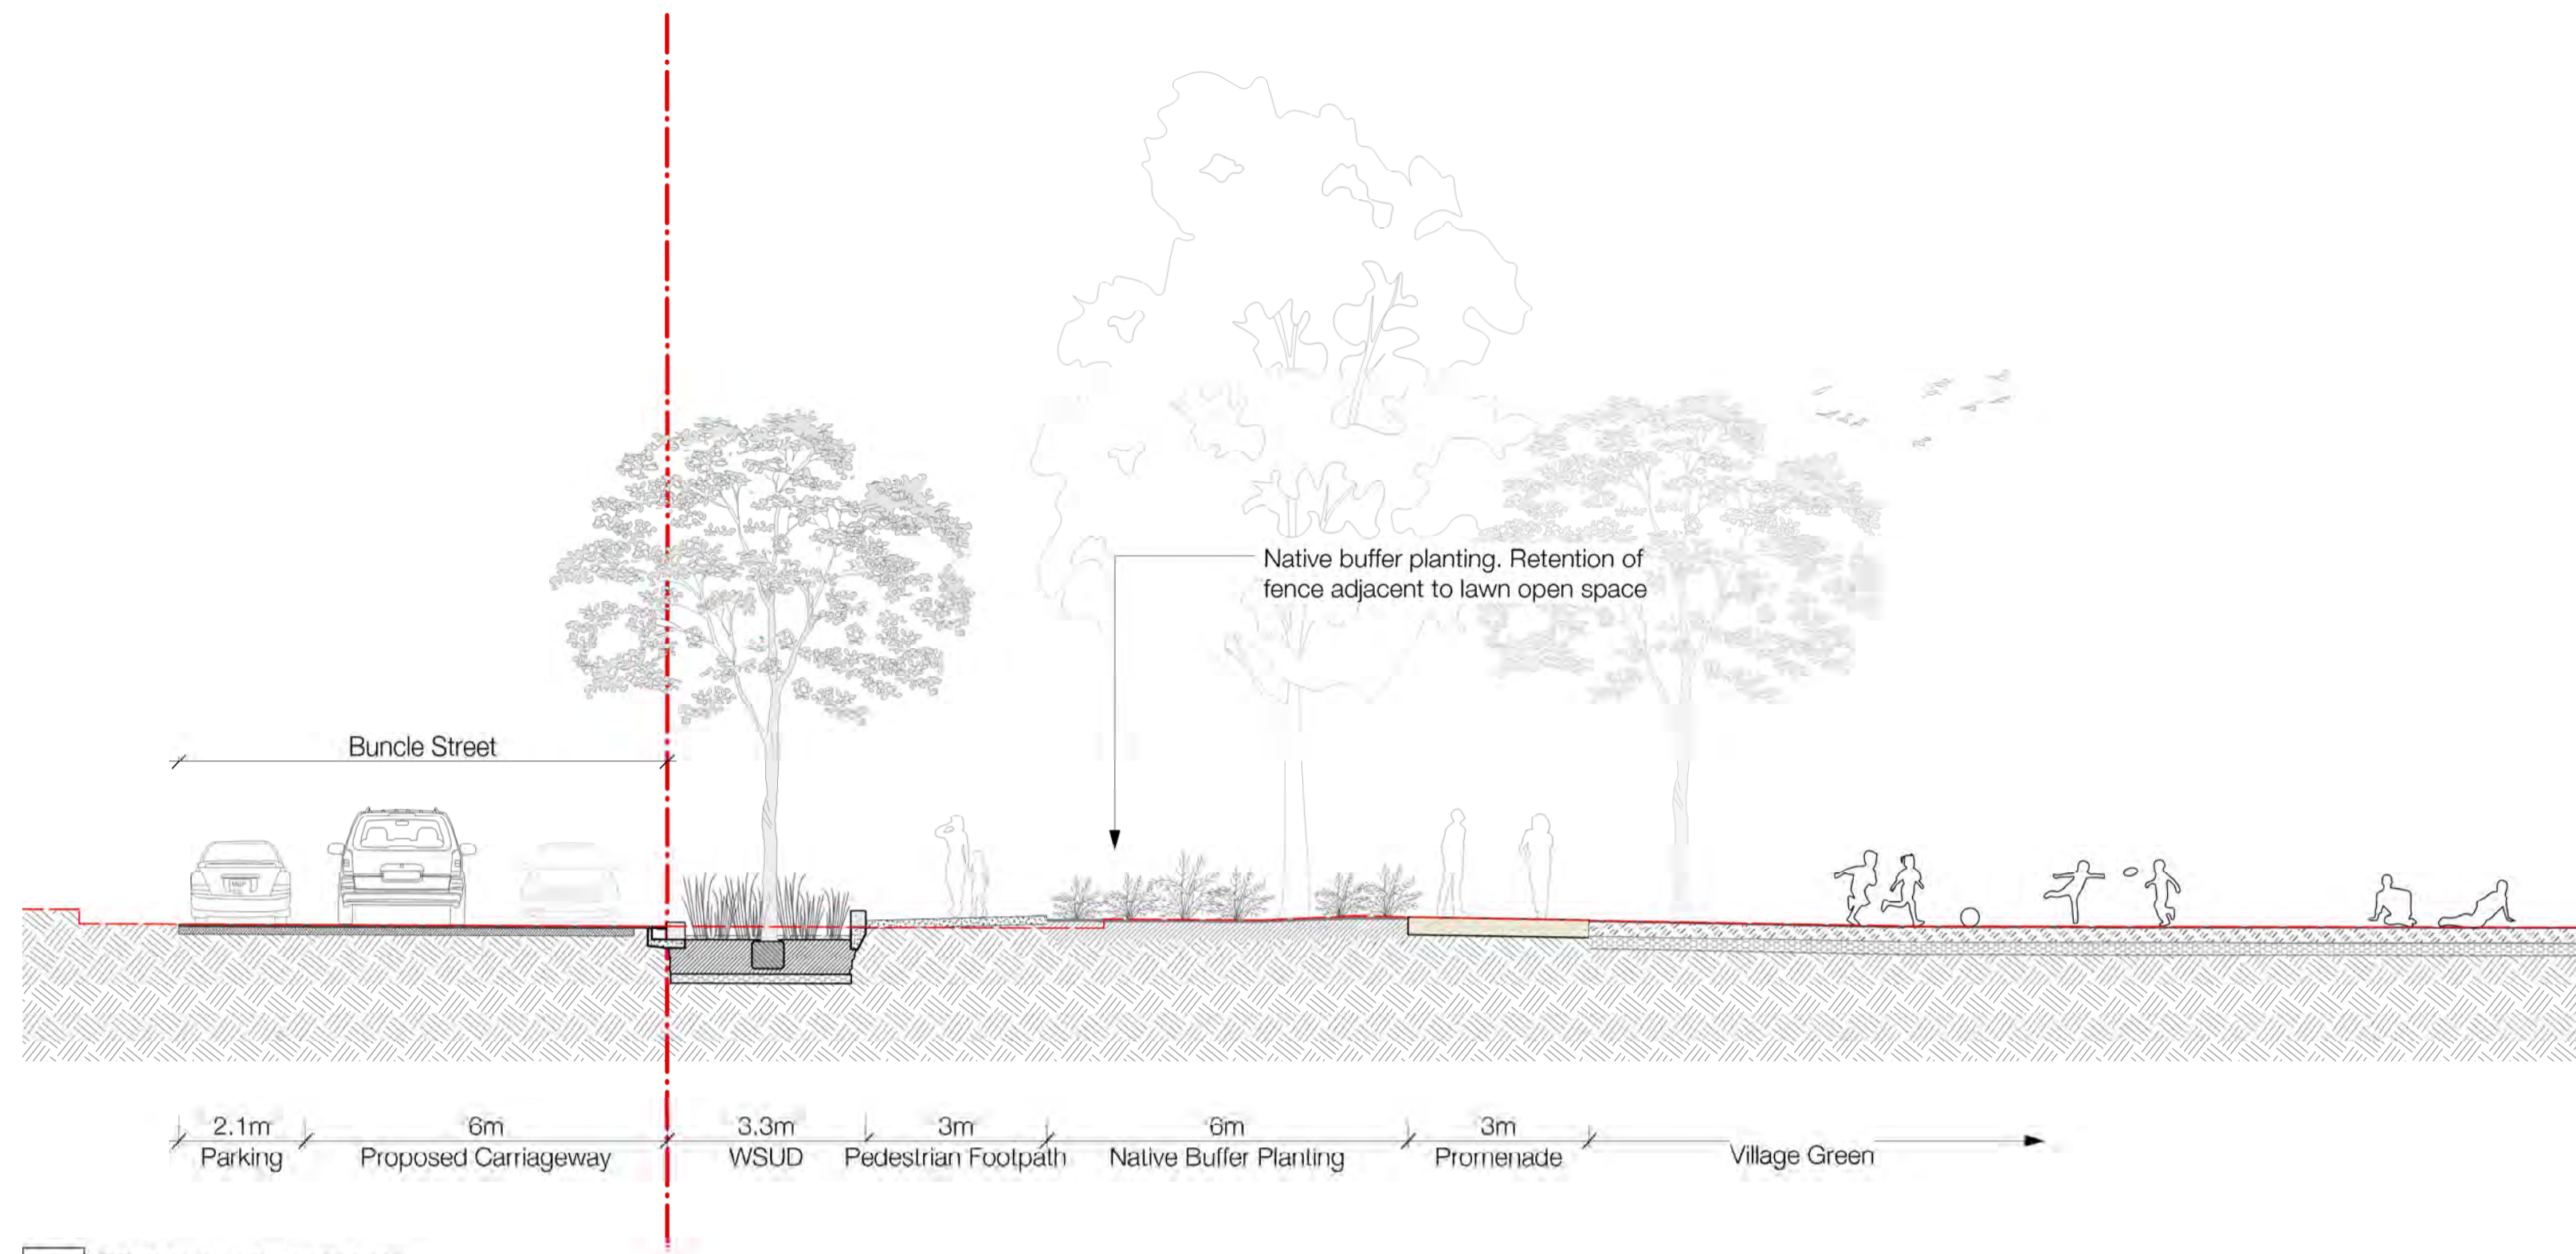 Native buffer planting. Retention of
fence adjacent to lawn open space
Buncle Street
2.1m
Parking
6m
Proposed Carriageway
3.3m
WSUD
3m
Pedestrian Footpath
6m
Native Buffer Planting
3m
Promenade
Village Green